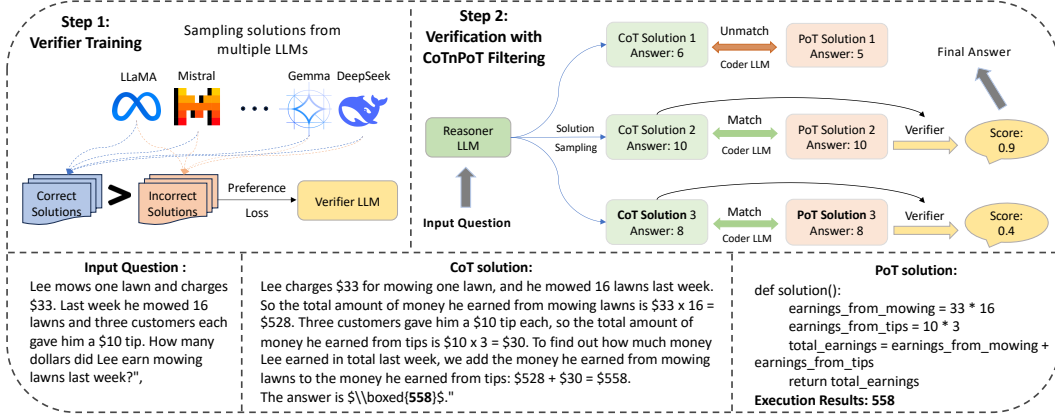 Step 1:
Verifier Training
Sampling solutions from
multiple LLMs
LLaMA
Mistral
Gemma
DeepSeek
Correct
Solutions
>
Incorrect
Solutions
Preference
Loss
Verifier LLM
Step 2:
Verification with
CoTnPoT Filtering
Reasoner
LLM
Input Question
Solution
Sampling
CoT Solution 1
Answer: 6
Unmatch
Coder LLM
PoT Solution 1
Answer: 5
Final Answer
CoT Solution 2
Answer: 10
Match
Coder LLM
PoT Solution 2
Answer: 10
Verifier
Score:
0.9
CoT Solution 3
Answer: 8
Match
Coder LLM
PoT Solution 3
Answer: 8
Verifier
Score:
0.4
Input Question :
Lee mows one lawn and charges
$33. Last week he mowed 16
lawns and three customers each
gave him a $10 tip. How many
dollars did Lee earn mowing
lawns last week?",
CoT solution:
Lee charges $33 for mowing one lawn, and he mowed 16 lawns last week.
So the total amount of money he earned from mowing lawns is $33 x 16 =
$528. Three customers gave him a $10 tip each, so the total amount of
money he earned from tips is $10 x 3 = $30. To find out how much money
Lee earned in total last week, we add the money he earned from mowing
lawns to the money he earned from tips: $528 + $30 = $558.
The answer is $\\boxed{558}$."
PoT solution:
def solution():
earnings_from_mowing = 33 * 16
earnings_from_tips = 10 * 3
total_earnings = earnings_from_mowing +
earnings_from_tips
return total_earnings
Execution Results: 558